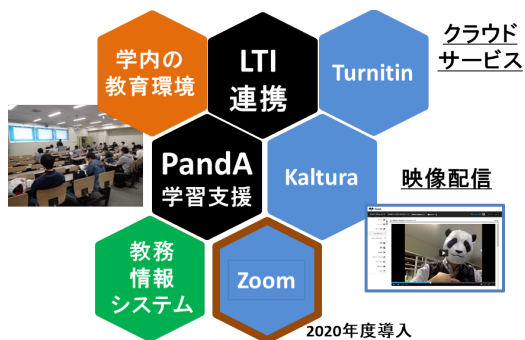 学内の
教育環境
LTI
連携
Turnitin
クラウド
サービス
PandA
学習支援
Kaltura
映像配信
教務
情報
システム
Zoom
2020年度導入